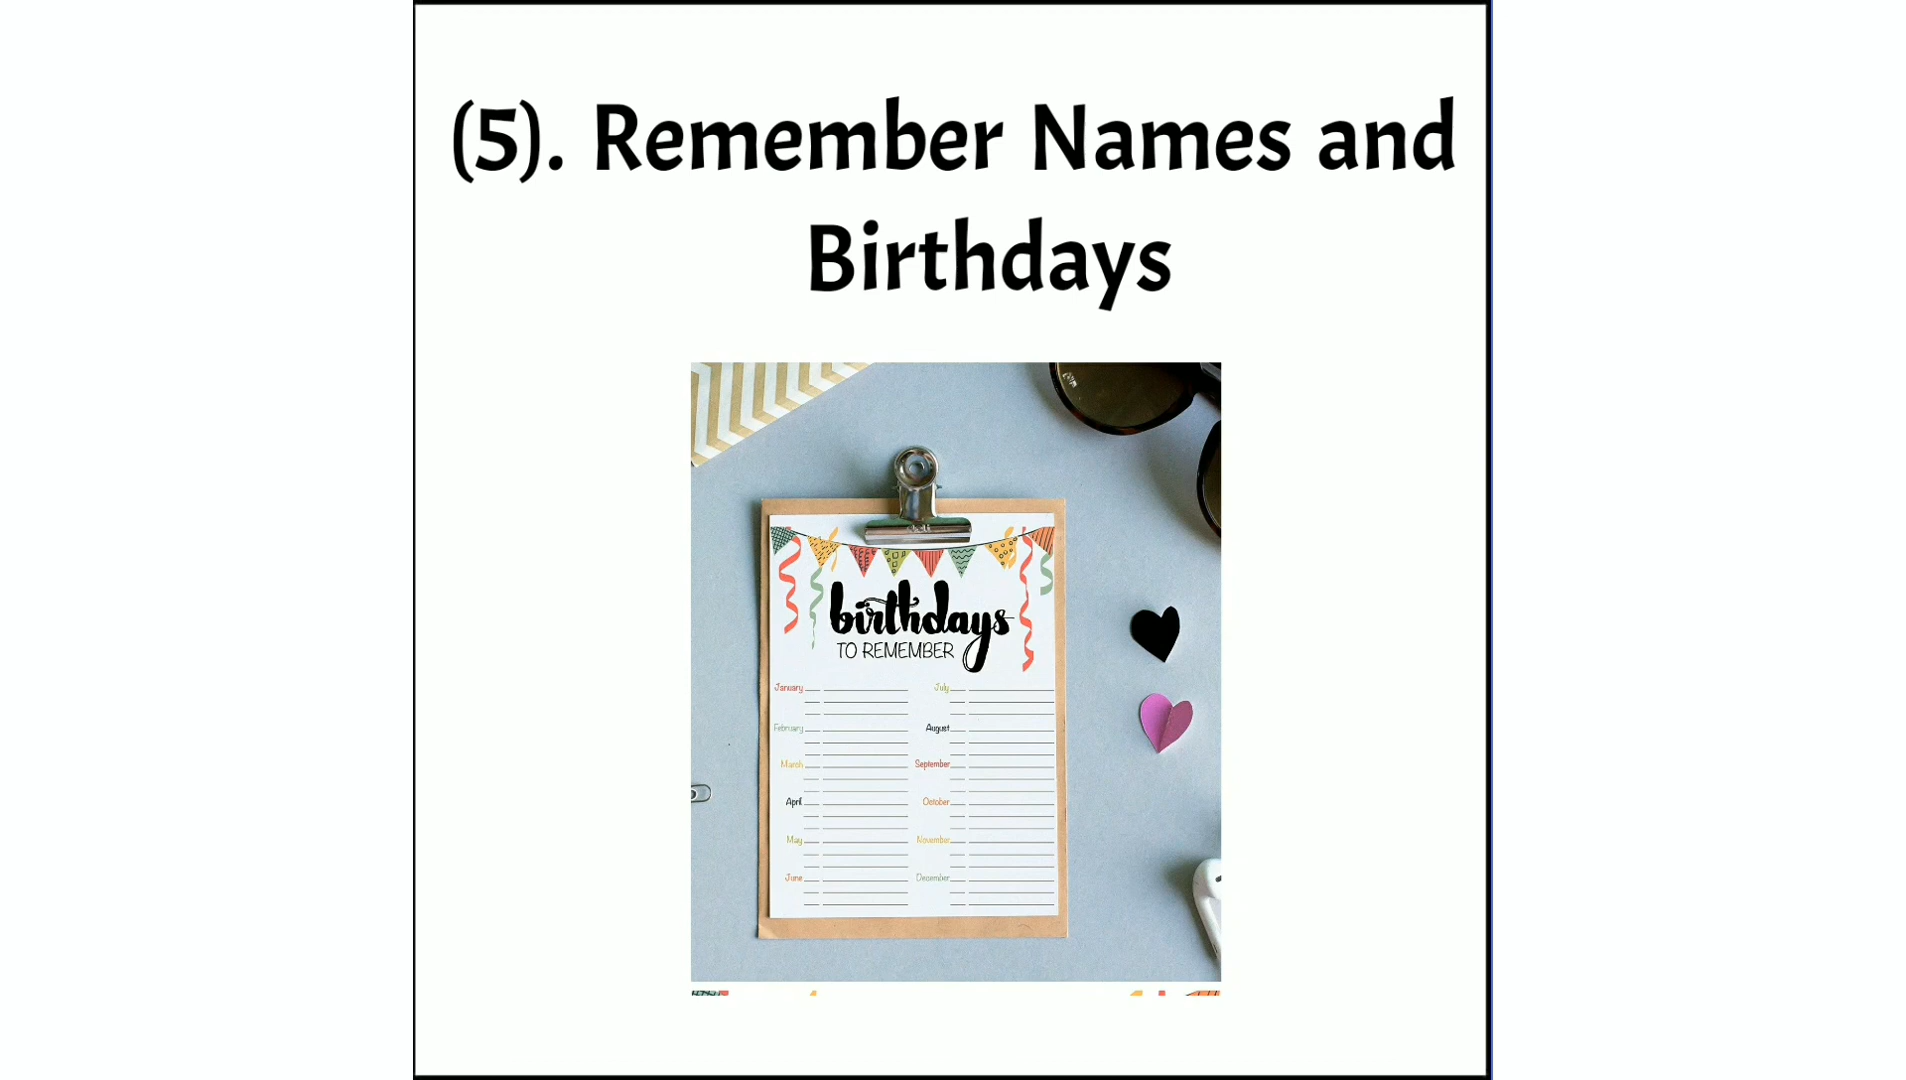 (5). Remember Names and
Birthdays
birthdays
TO REMEMBER
January
February
March
April
May
June
July
August
September
October
November
December